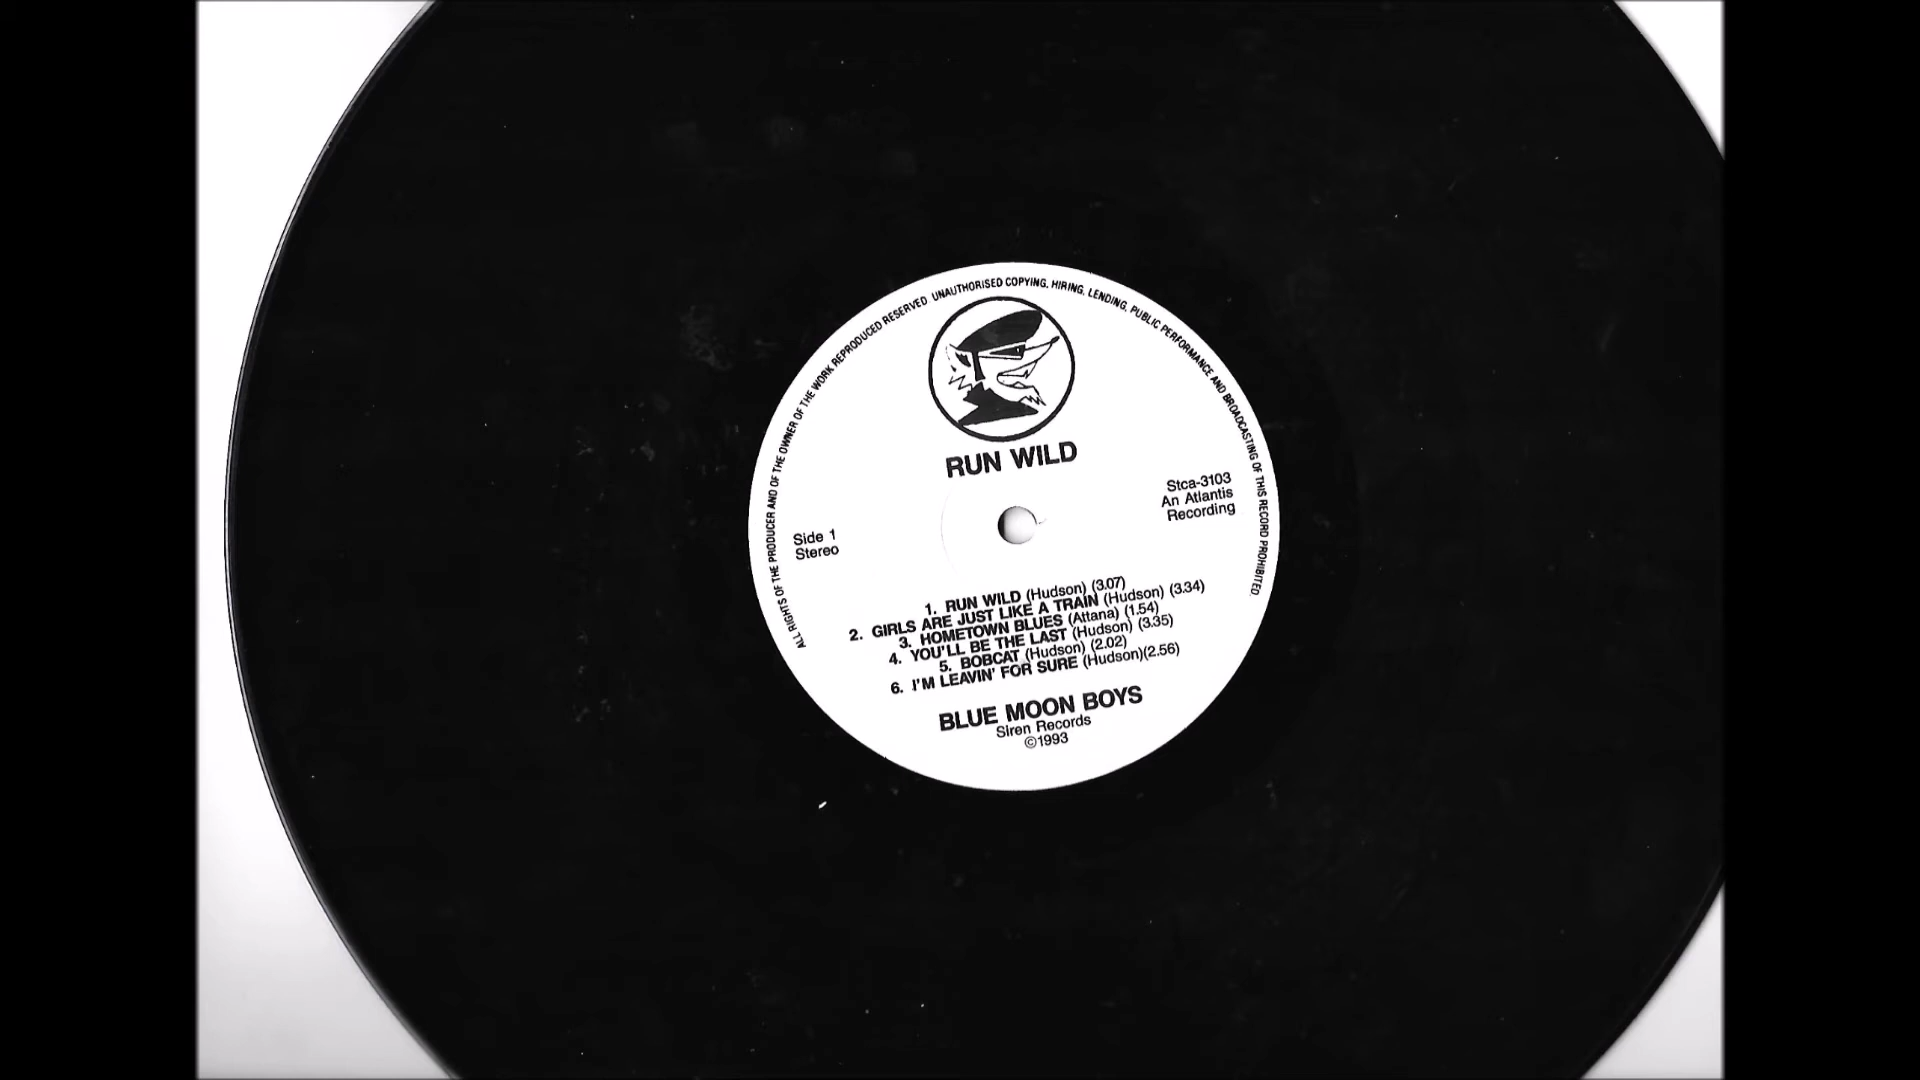 ALL RIGHTS OF THE PRODUCER AND OF THE OWNER OF THE WORK REPRODUCED RESERVED. UNAUTHORISED COPYING, HIRING, LENDING, PUBLIC PERFORMANCE AND BROADCASTING OF THIS RECORD PROHIBITED.
RUN WILD
Stca-3103
An Atlantis
Recording
Side 1
Stereo
1. RUN WILD (Hudson) (3.07)
2. GIRLS ARE JUST LIKE A TRAIN (Hudson) (3.34)
3. HOMETOWN BLUES (Attana) (1.54)
4. YOU'LL BE THE LAST (Hudson) (3.35)
5. BOBCAT (Hudson) (2.02)
6. I'M LEAVIN' FOR SURE (Hudson)(2.56)
BLUE MOON BOYS
Siren Records
©1993